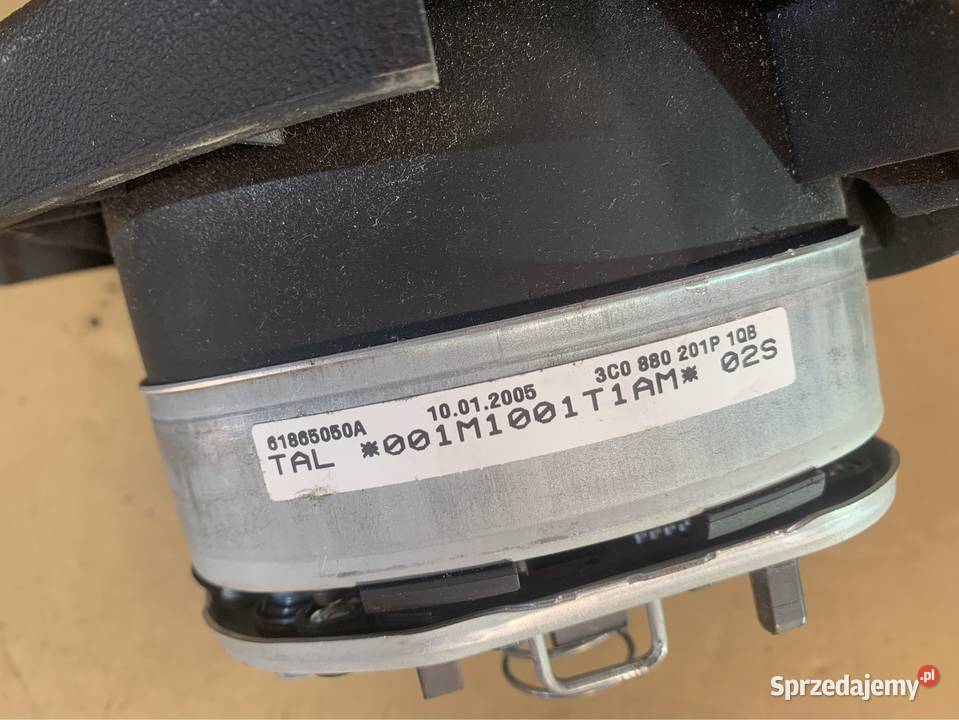 61865050A 10.01.2005 3C0 880 201P 1QB
TAL *001M1001T1AM* 02S
Sprzedajemy.pl